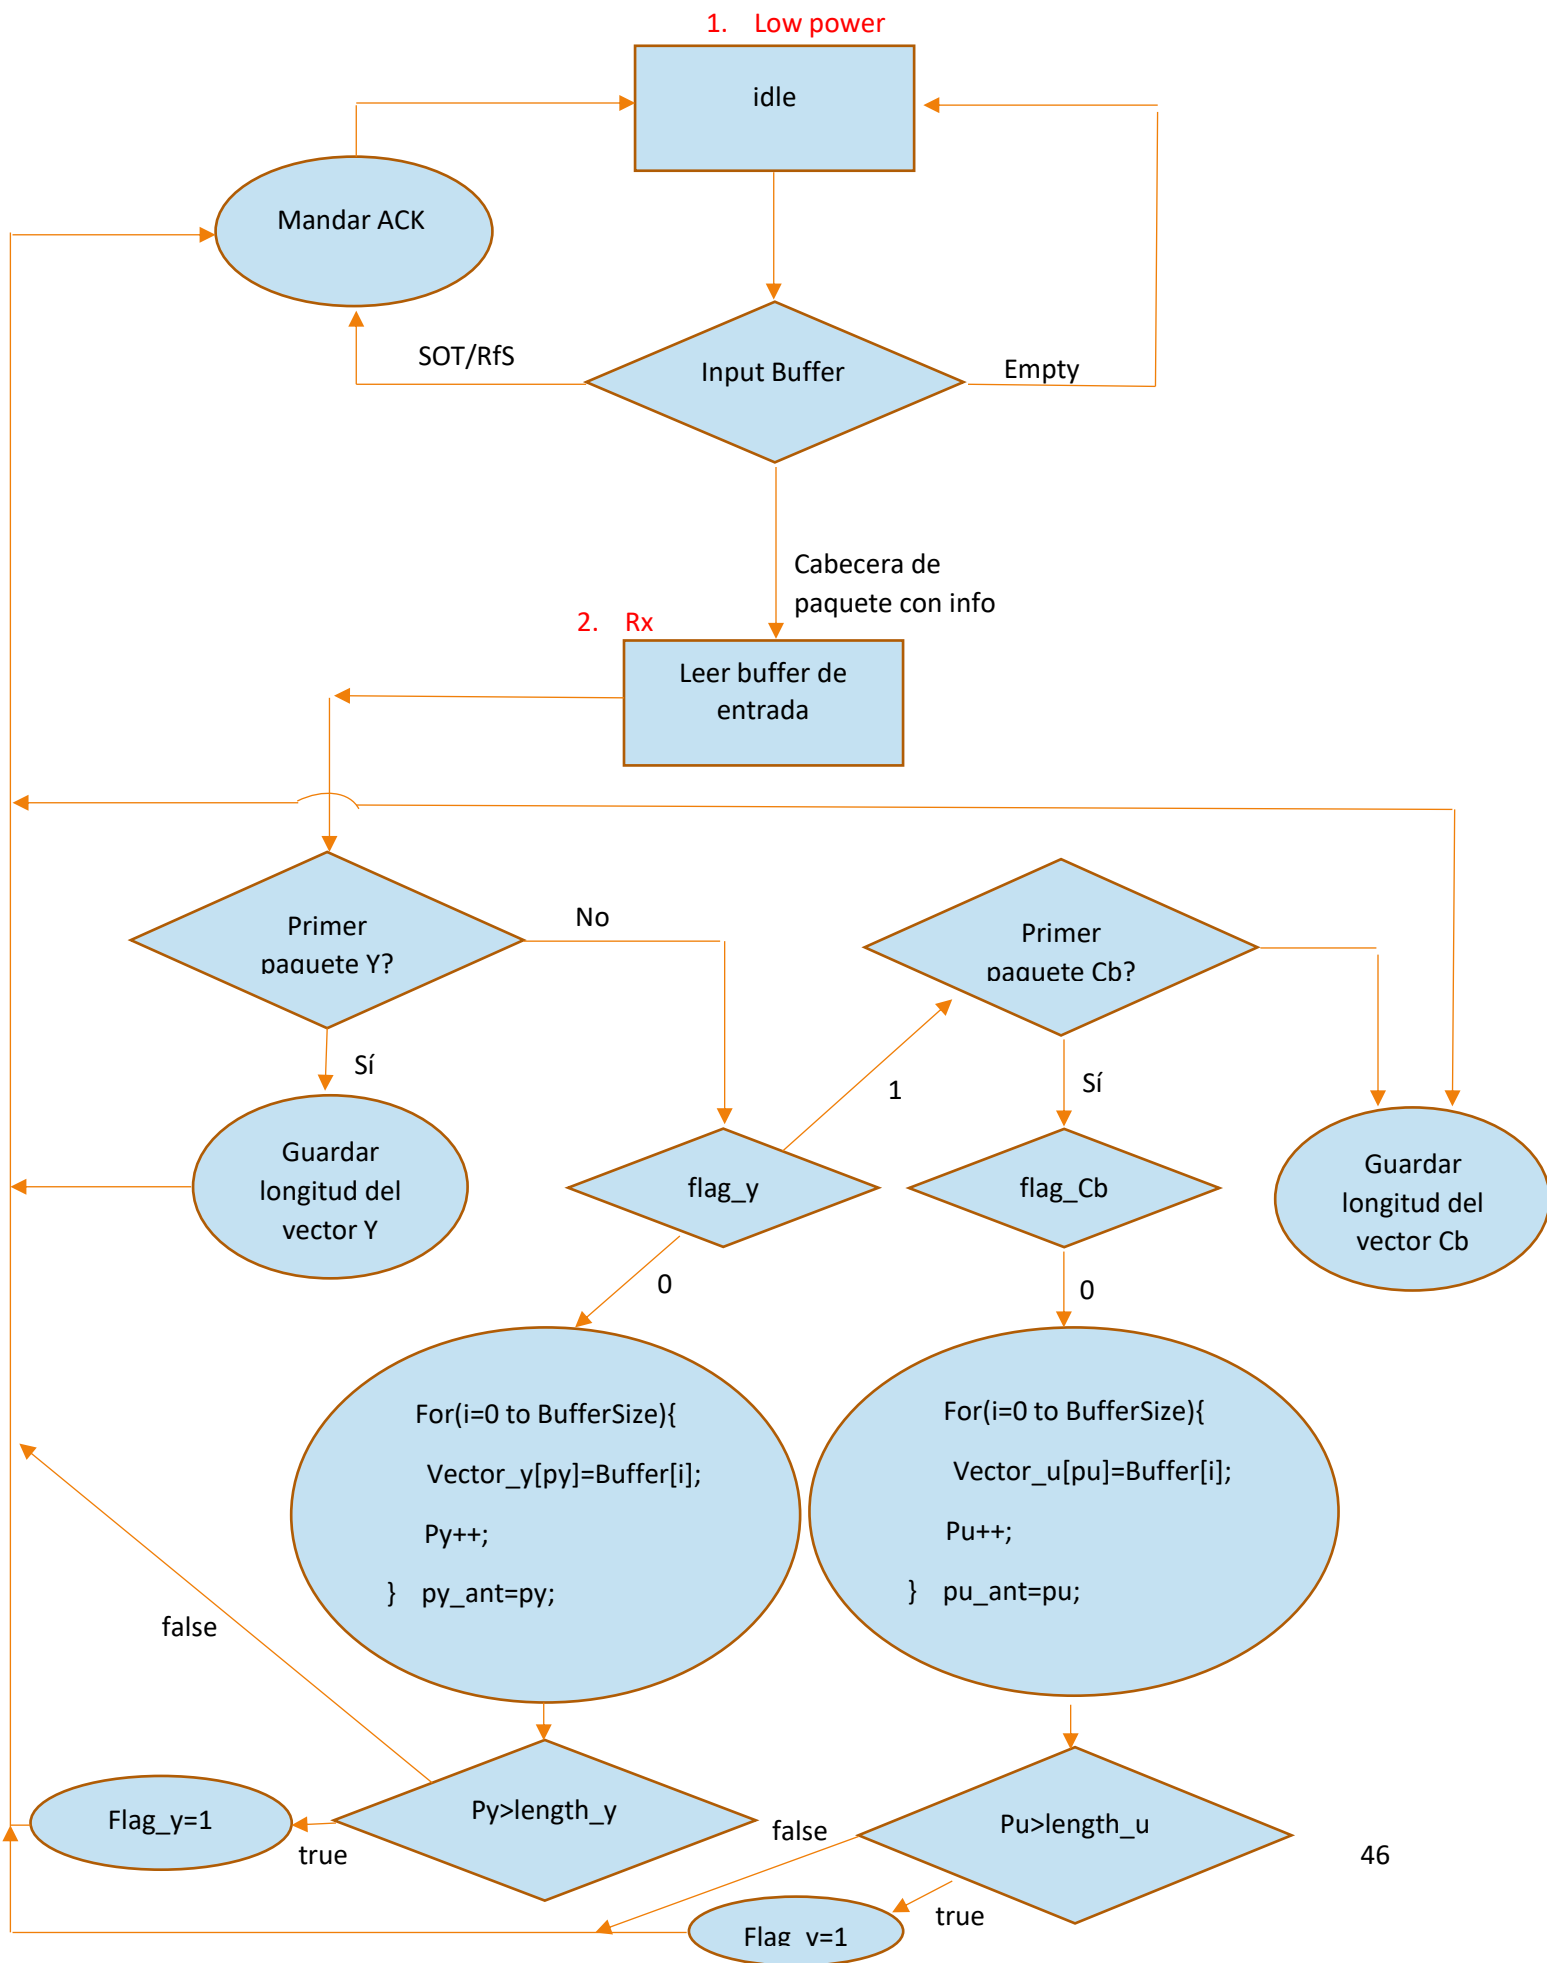 1. Low power
idle
Mandar ACK
SOT/RfS
Input Buffer
Empty
Cabecera de
paquete con info
2. Rx
Leer buffer de
entrada
Primer
paquete Y?
No
Primer
paquete Cb?
Sí
1
Sí
Guardar
longitud del
vector Y
flag_y
flag_Cb
Guardar
longitud del
vector Cb
0
0
For(i=0 to BufferSize){
Vector_y[py]=Buffer[i];
Py++;
} py_ant=py;
For(i=0 to BufferSize){
Vector_u[pu]=Buffer[i];
Pu++;
} pu_ant=pu;
false
Flag_y=1
true
Py>length_y
false
Pu>length_u
46
true
Flag_y=1